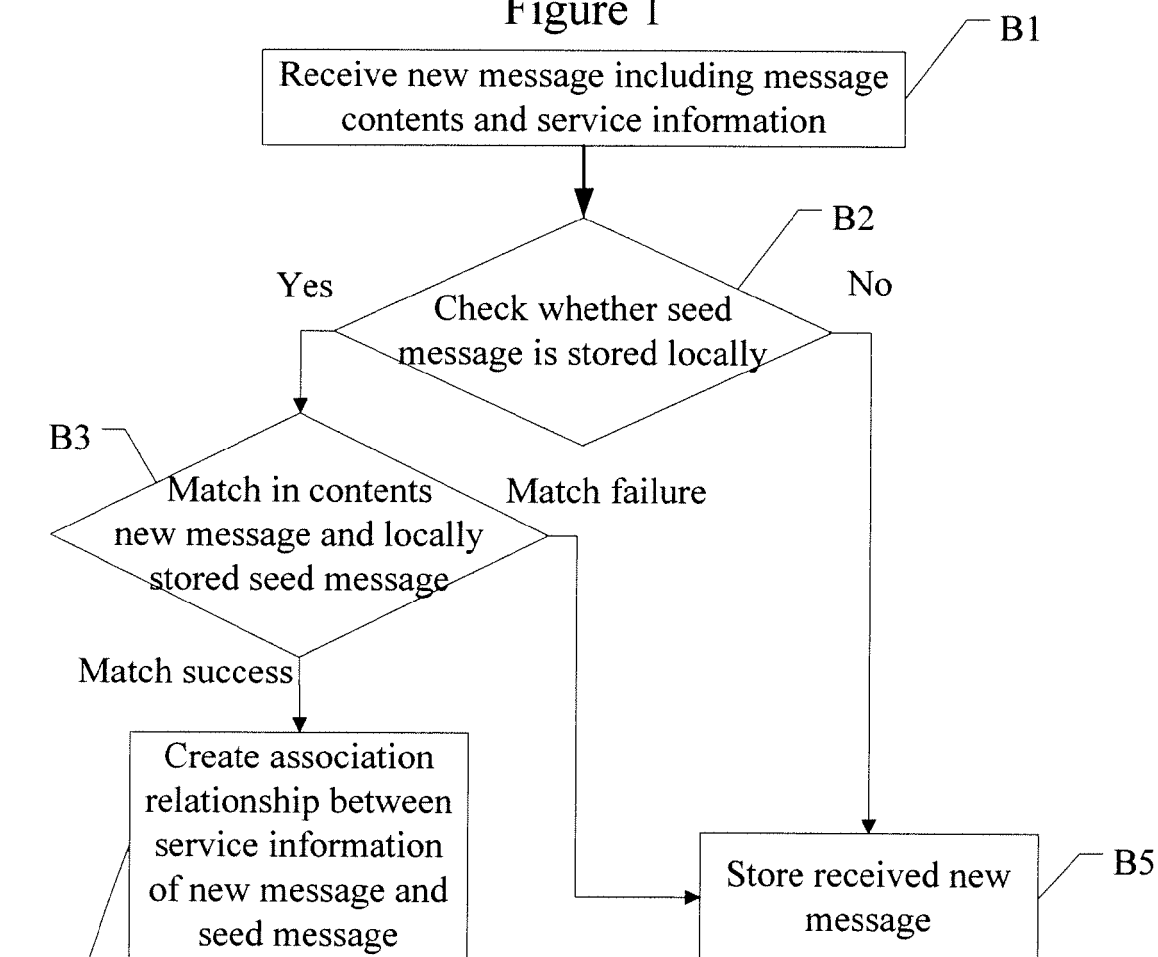 Figure 1
B1
Receive new message including message
contents and service information
B2
Yes
No
Check whether seed
message is stored locally
B3
Match in contents
new message and locally
stored seed message
Match failure
Match success
Create association
relationship between
service information
of new message and
seed message
B5
Store received new
message